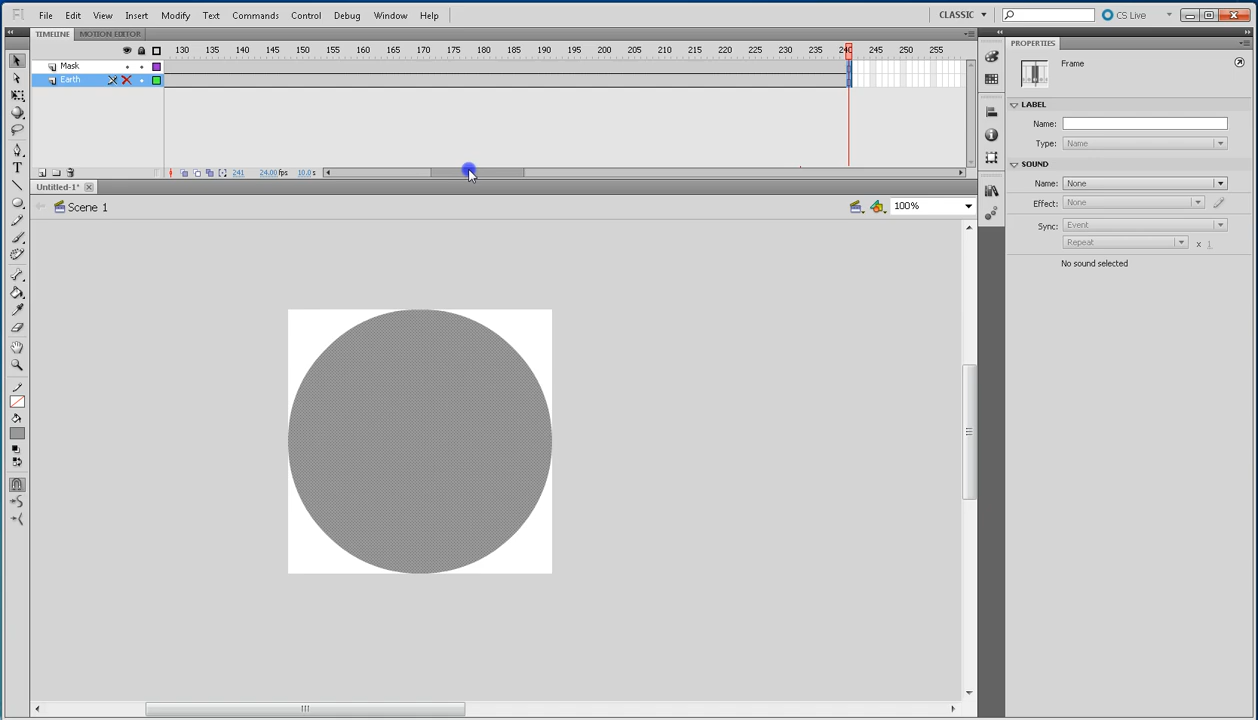 Fl File Edit View Insert Modify Text Commands Control Debug Window Help CLASSIC CS Live
TIMELINE MOTION EDITOR
130 135 140 145 150 155 160 165 170 175 180 185 190 195 200 205 210 215 220 225 230 235 240 245 250 255
Mask
Earth
241 24.00 fps 10.0 s
Untitled-1*
Scene 1 100%
PROPERTIES
Frame
LABEL
Name:
Type: Name
SOUND
Name: None
Effect: None
Sync: Event
Repeat x 1
No sound selected